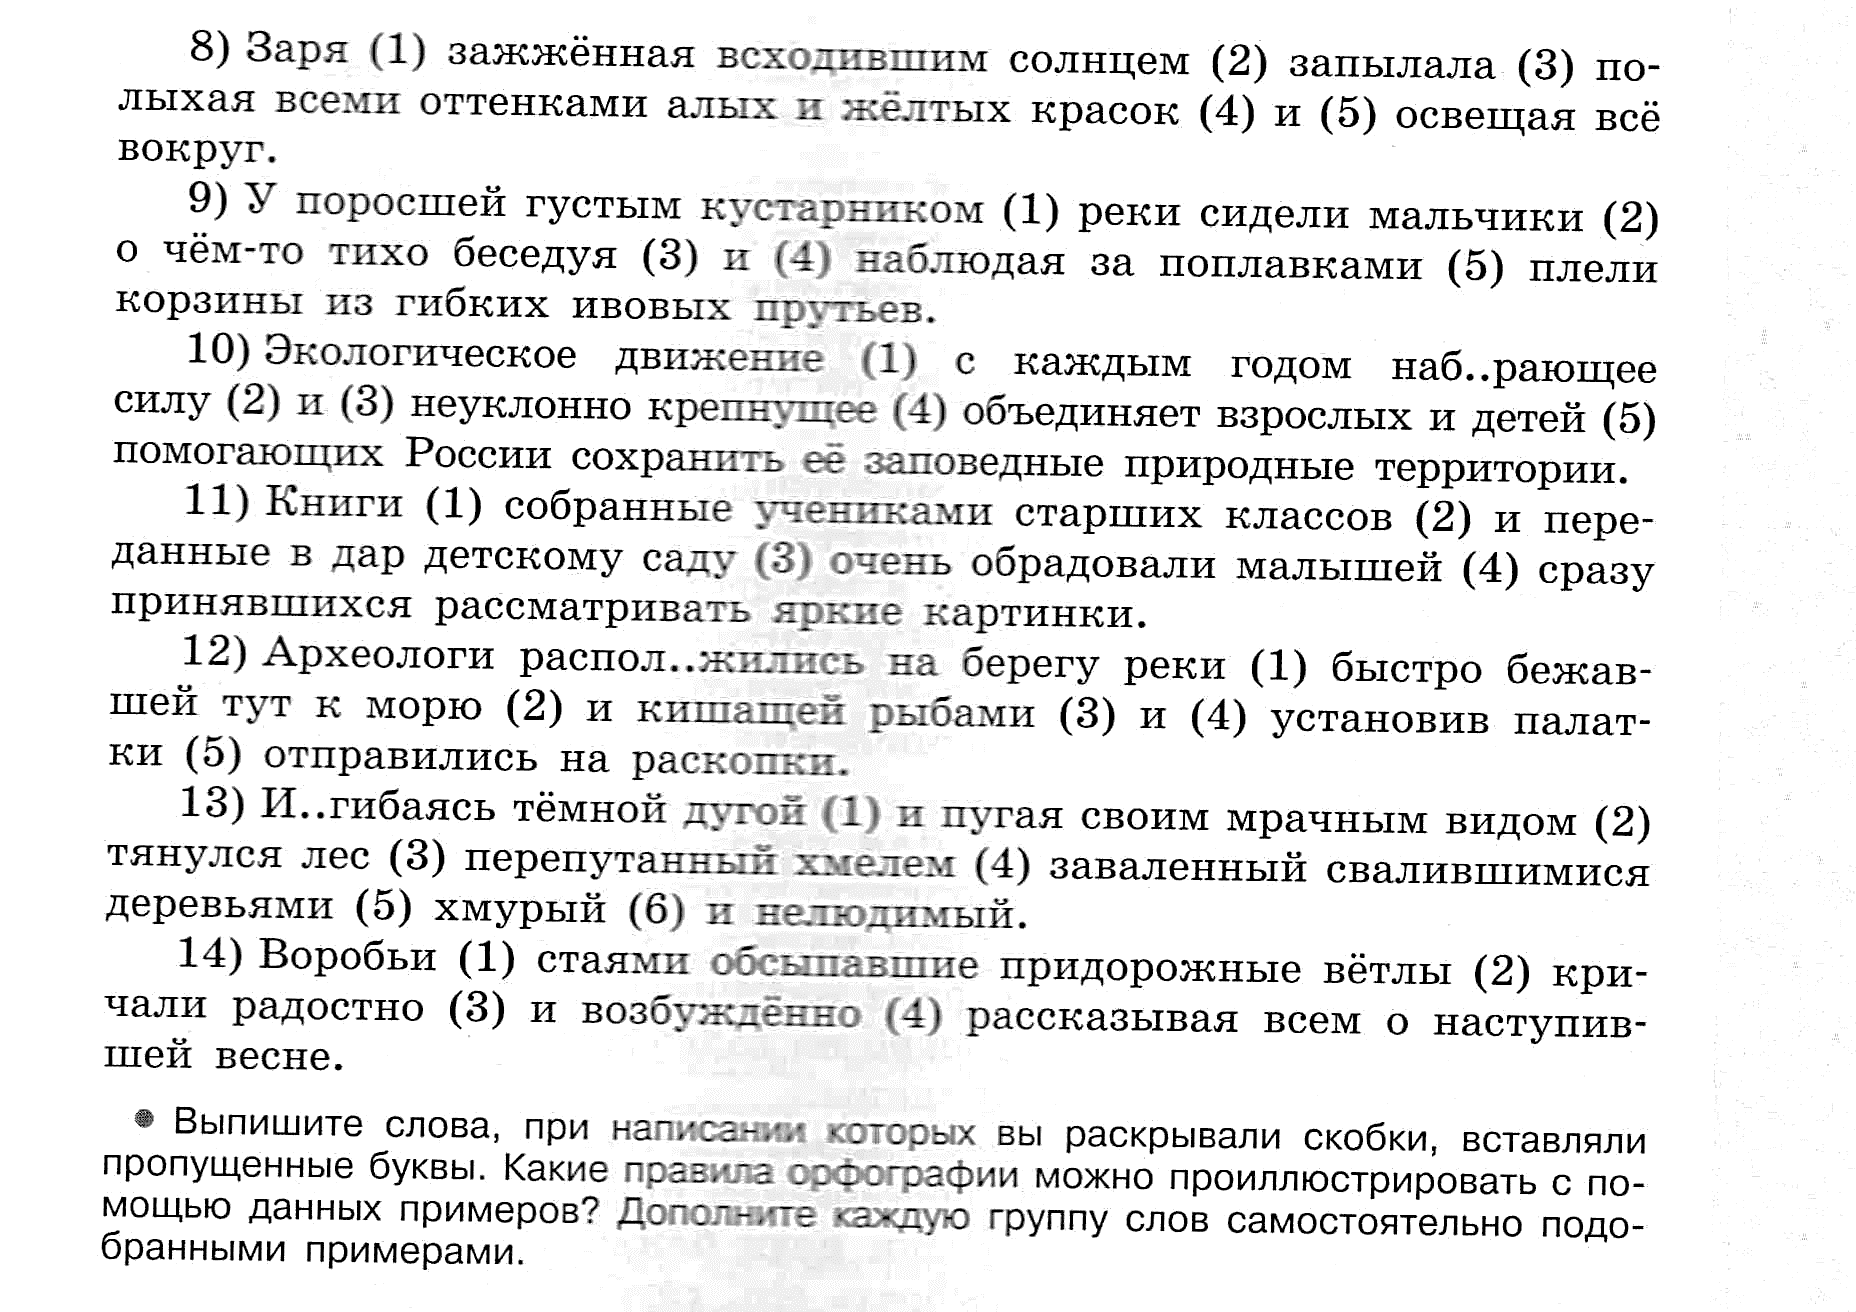 8) Заря (1) зажжённая всходившим солнцем (2) запылала (3) по-
лыхая всеми оттенками алых и жёлтых красок (4) и (5) освещая всё
вокруг.
9) У поросшей густым кустарником (1) реки сидели мальчики (2)
о чём-то тихо беседуя (3) и (4) наблюдая за поплавками (5) плели
корзины из гибких ивовых прутьев.
10) Экологическое движение (1) с каждым годом наб..рающее
силу (2) и (3) неуклонно крепнущее (4) объединяет взрослых и детей (5)
помогающих России сохранить её заповедные природные территории.
11) Книги (1) собранные учениками старших классов (2) и пере-
данные в дар детскому саду (3) очень обрадовали малышей (4) сразу
принявшихся рассматривать яркие картинки.
12) Археологи распол..жились на берегу реки (1) быстро бежав-
шей тут к морю (2) и кишащей рыбами (3) и (4) установив палат-
ки (5) отправились на раскопки.
13) И..гибаясь тёмной дугой (1) и пугая своим мрачным видом (2)
тянулся лес (3) перепутанный хмелем (4) заваленный свалившимися
деревьями (5) хмурый (6) и нелюдимый.
14) Воробьи (1) стаями обсыпавшие придорожные вётлы (2) кри-
чали радостно (3) и возбуждённо (4) рассказывая всем о наступив-
шей весне.
● Выпишите слова, при написании которых вы раскрывали скобки, вставляли
пропущенные буквы. Какие правила орфографии можно проиллюстрировать с по-
мощью данных примеров? Дополните каждую группу слов самостоятельно подо-
бранными примерами.